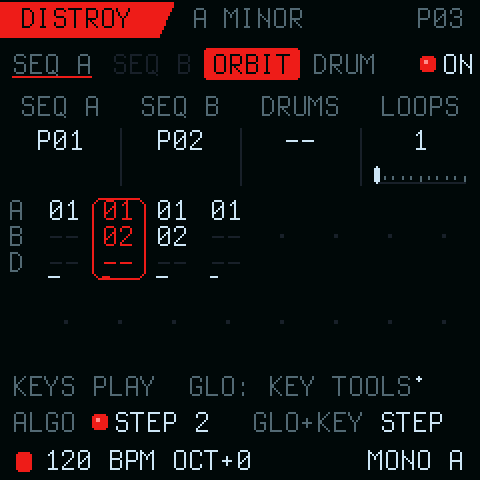 DISTROY A MINOR P03
SEQ A SEQ B ORBIT DRUM ON
SEQ A SEQ B DRUMS LOOPS
P01 P02 -- 1
A 01 01 01 01
B -- 02 02 --
D -- -- -- --
KEYS PLAY GLO: KEY TOOLS+
ALGO STEP 2 GLO+KEY STEP
120 BPM OCT+0 MONO A